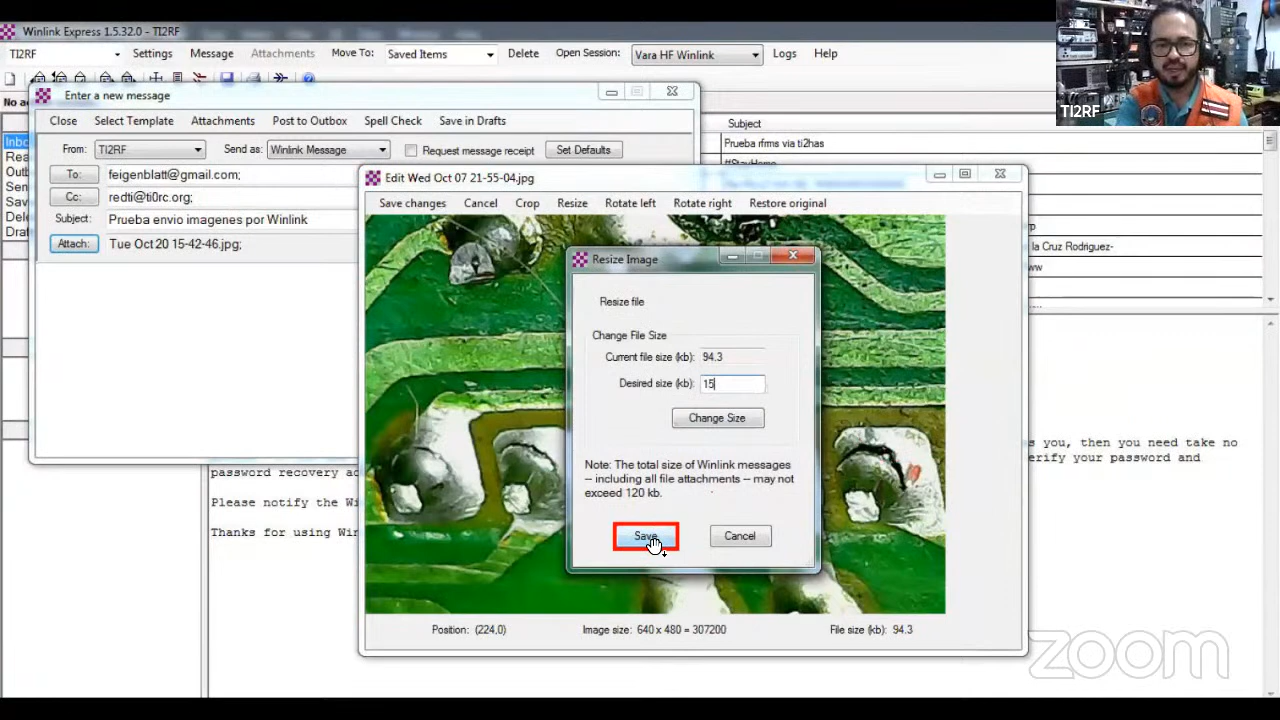 Winlink Express 1.5.32.0 - TI2RF
TI2RF Settings Message Attachments Move To: Saved Items Delete Open Session: Vara HF Winlink Logs Help
TI2RF
Enter a new message
Close Select Template Attachments Post to Outbox Spell Check Save in Drafts
From: TI2RF Send as: Winlink Message Request message receipt Set Defaults
To: feigenblatt@gmail.com;
Cc: redti@ti0rc.org;
Subject: Prueba envio imagenes por Winlink
Attach: Tue Oct 20 15-42-46.jpg;
Subject
Prueba rfms via ti2has
#StayHome
la Cruz Rodriguez-
Edit Wed Oct 07 21-55-04.jpg
Save changes Cancel Crop Resize Rotate left Rotate right Restore original
Resize Image
Resize file
Change File Size
Current file size (kb): 94.3
Desired size (kb): 15
Change Size
Note: The total size of Winlink messages
-- including all file attachments -- may not
exceed 120 kb.
Save Cancel
Position: (224,0) Image size: 640 x 480 = 307200 File size (kb): 94.3
s you, then you need take no
password recovery
erify your password and
Please notify the
Thanks for using
zoom